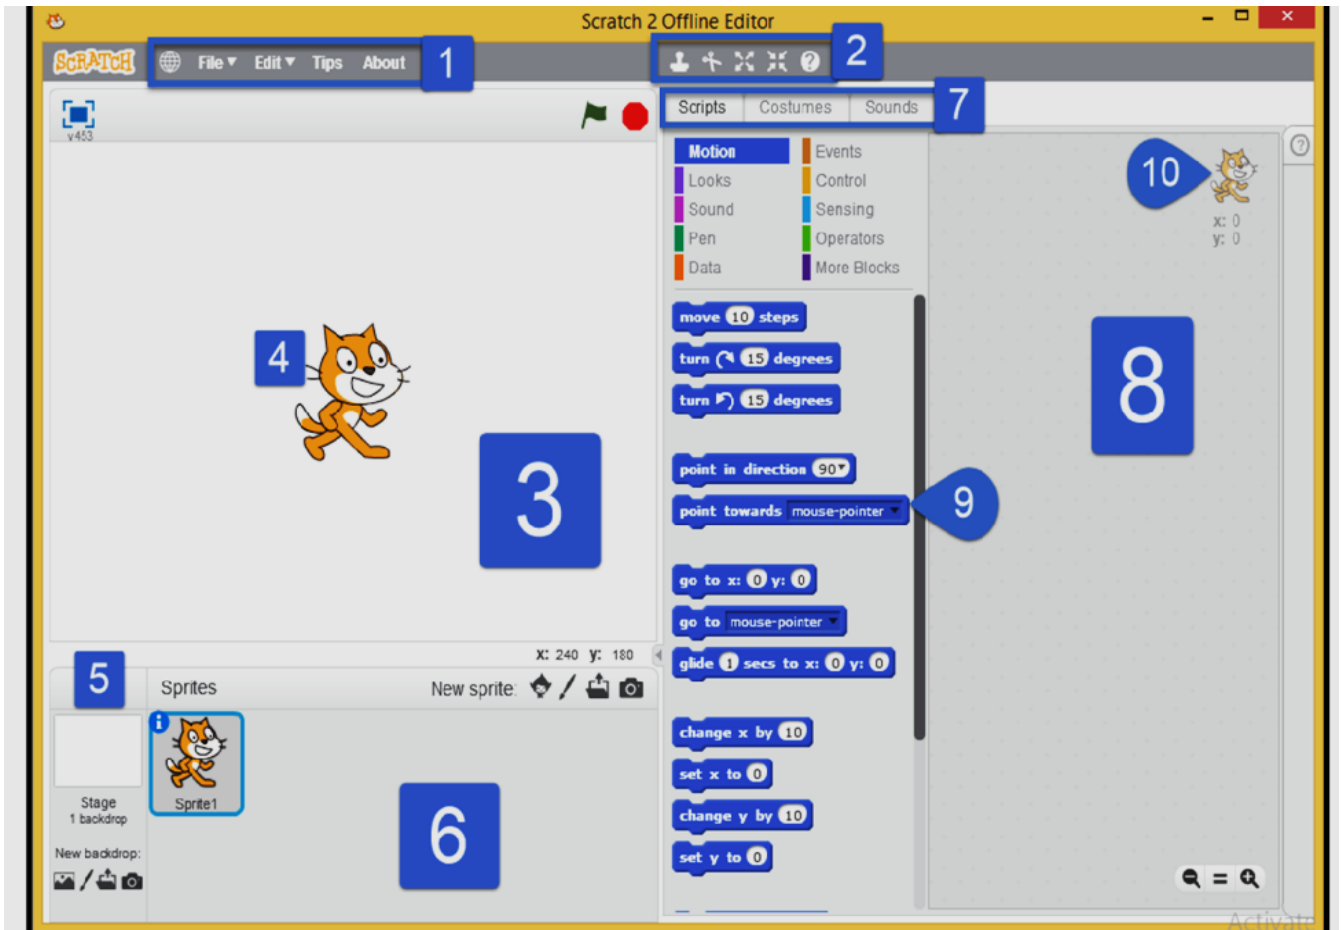 Scratch 2 Offline Editor
SCRATCH File Edit Tips About 1
2
v453
Scripts Costumes Sounds 7
Motion Events
Looks Control
Sound Sensing
Pen Operators
Data More Blocks
10
x: 0
y: 0
move 10 steps
turn 15 degrees
turn 15 degrees
point in direction 90
point towards mouse-pointer
9
8
4
3
go to x: 0 y: 0
go to mouse-pointer
glide 1 secs to x: 0 y: 0
change x by 10
set x to 0
change y by 10
set y to 0
X: 240 y: 180
5
Sprites New sprite:
Stage
1 backdrop
New backdrop:
Sprite1
6
Activate